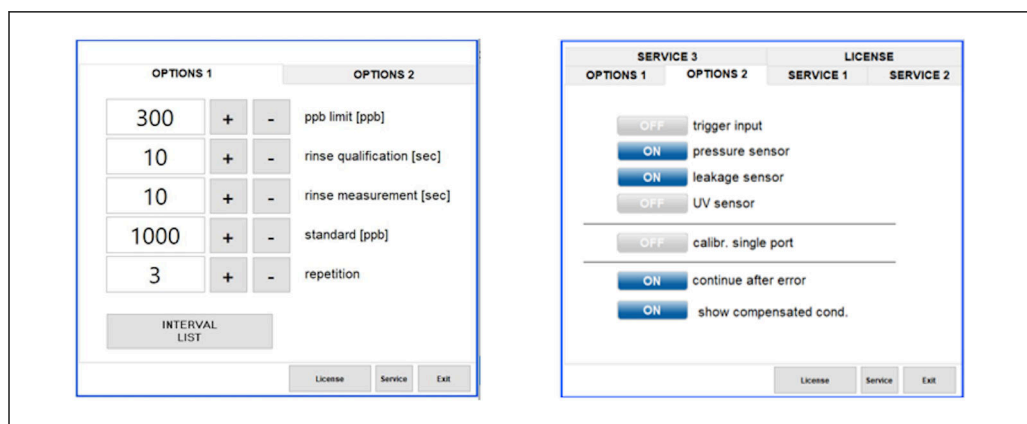 OPTIONS 1 OPTIONS 2
300 + - ppb limit [ppb]
10 + - rinse qualification [sec]
10 + - rinse measurement [sec]
1000 + - standard [ppb]
3 + - repetition
INTERVAL
LIST
License Service Exit
SERVICE 3 LICENSE
OPTIONS 1 OPTIONS 2 SERVICE 1 SERVICE 2
OFF trigger input
ON pressure sensor
ON leakage sensor
OFF UV sensor
OFF calibr. single port
ON continue after error
ON show compensated cond.
License Service Exit